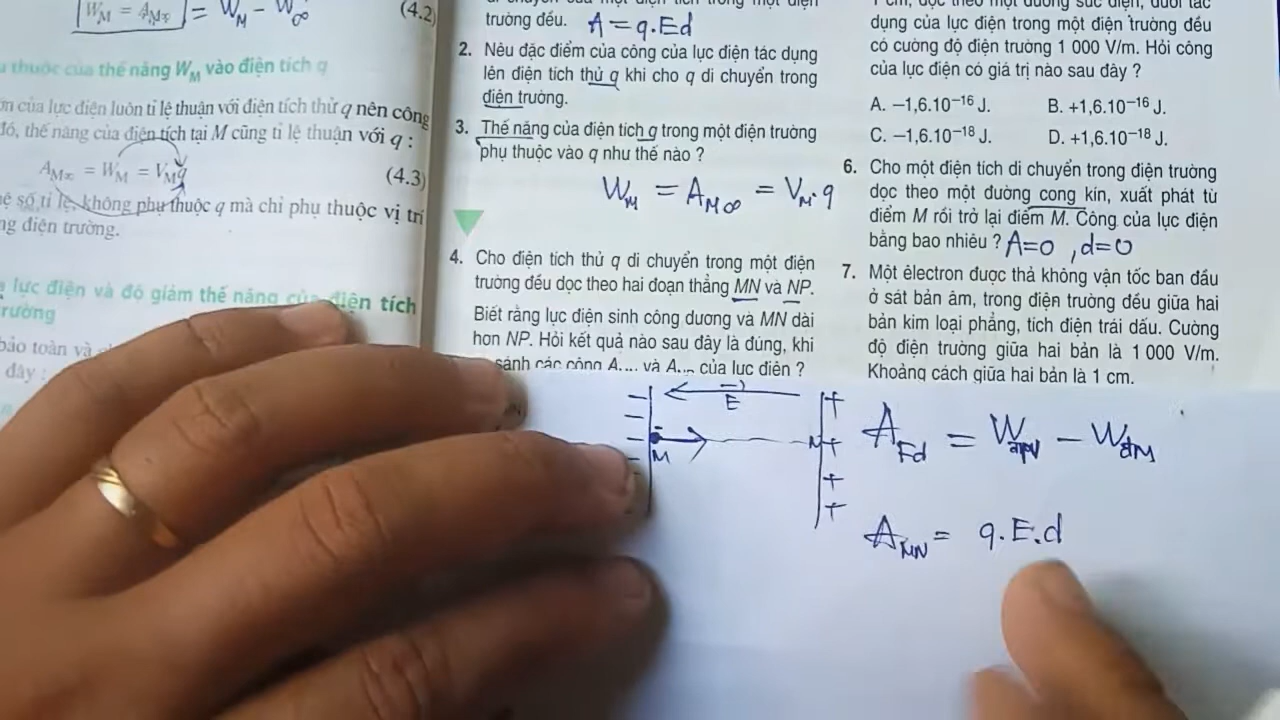 W_M = A_M∞ = W_M – W_∞
(4.2)
thuộc của thế năng W_M vào điện tích q
của lực điện luôn tỉ lệ thuận với điện tích thử q nên công
đó, thế năng của điện tích tại M cũng tỉ lệ thuận với q :
A_M∞ = W_M = V_M q
(4.3)
số tỉ lệ, không phụ thuộc q mà chỉ phụ thuộc vị trí
điện trường.
lực điện và độ giảm thế năng của điện tích
trường
bảo toàn và
đây :
trường đều. A = q.Ed
2. Nêu đặc điểm của công của lực điện tác dụng
lên điện tích thử q khi cho q di chuyển trong
điện trường.
3. Thế năng của điện tích q trong một điện trường
phụ thuộc vào q như thế nào ?
W_M = A_M∞ = V_M.q
4. Cho điện tích thử q di chuyển trong một điện
trường đều dọc theo hai đoạn thẳng MN và NP.
Biết rằng lực điện sinh công dương và MN dài
hơn NP. Hỏi kết quả nào sau đây là đúng, khi
sánh các công và của lực điện ?
dụng của lực điện trong một điện trường đều
có cường độ điện trường 1 000 V/m. Hỏi công
của lực điện có giá trị nào sau đây ?
A. –1,6.10⁻¹⁶ J. B. +1,6.10⁻¹⁶ J.
C. –1,6.10⁻¹⁸ J. D. +1,6.10⁻¹⁸ J.
6. Cho một điện tích di chuyển trong điện trường
dọc theo một đường cong kín, xuất phát từ
điểm M rồi trở lại điểm M. Công của lực điện
bằng bao nhiêu ? A=0 , d=0
7. Một êlectron được thả không vận tốc ban đầu
ở sát bản âm, trong điện trường đều giữa hai
bản kim loại phẳng, tích điện trái dấu. Cường
độ điện trường giữa hai bản là 1 000 V/m.
Khoảng cách giữa hai bản là 1 cm.
E
M N
A_Fd = W_đN – W_đM
A_MN = q.E.d